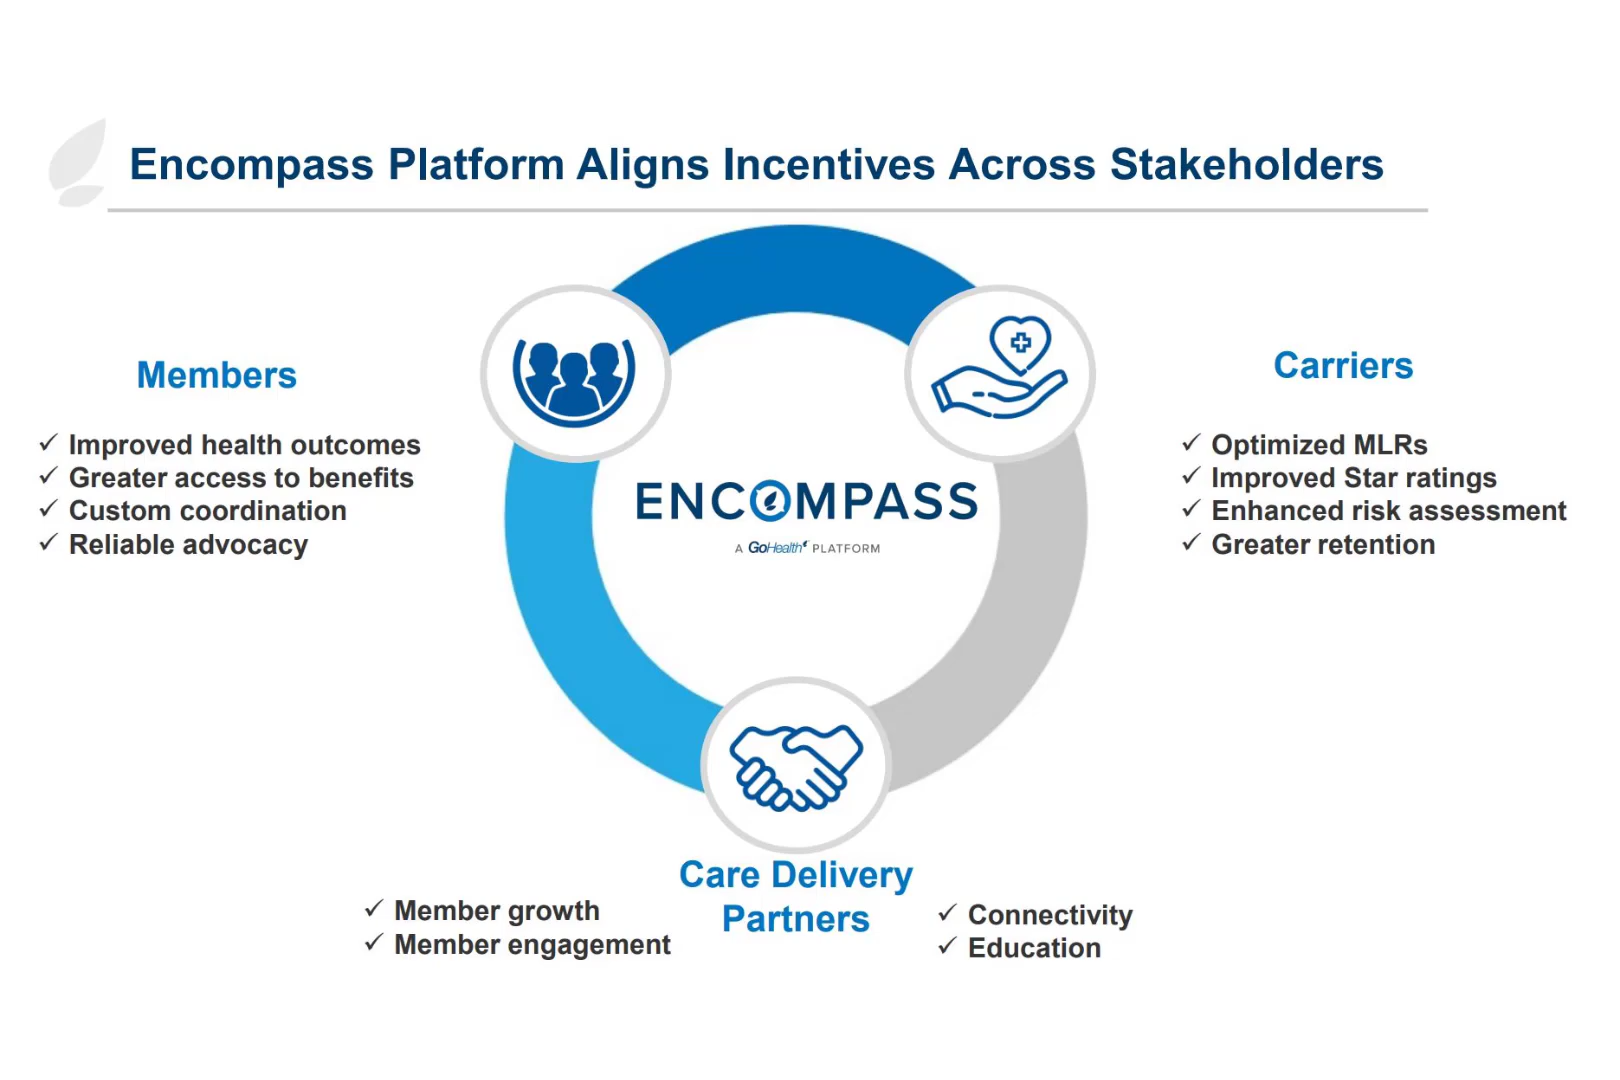 Encompass Platform Aligns Incentives Across Stakeholders
Members
✓ Improved health outcomes
✓ Greater access to benefits
✓ Custom coordination
✓ Reliable advocacy
ENCOMPASS
A GoHealth PLATFORM
Carriers
✓ Optimized MLRs
✓ Improved Star ratings
✓ Enhanced risk assessment
✓ Greater retention
Care Delivery
Partners
✓ Member growth
✓ Member engagement
✓ Connectivity
✓ Education